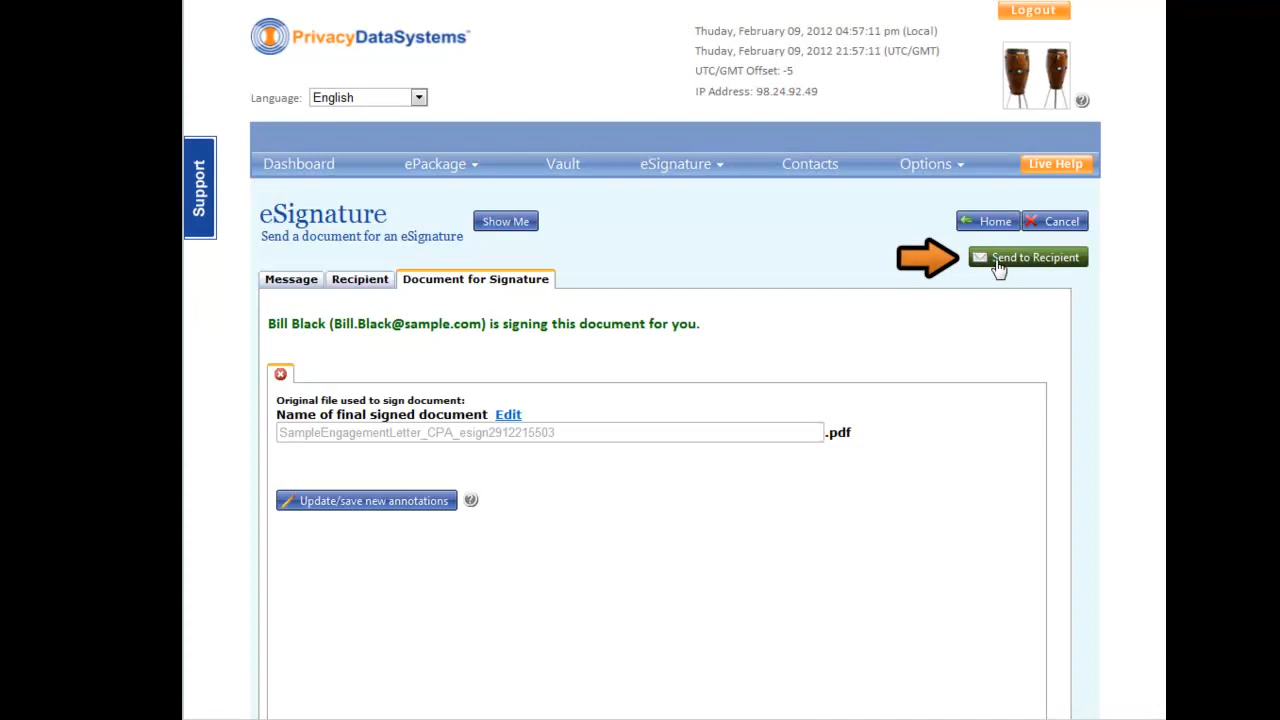 Logout
PrivacyDataSystems
Thuday, February 09, 2012 04:57:11 pm (Local)
Thuday, February 09, 2012 21:57:11 (UTC/GMT)
UTC/GMT Offset: -5
IP Address: 98.24.92.49
Language: English
Support
Dashboard ePackage Vault eSignature Contacts Options Live Help
eSignature
Show Me
Home Cancel
Send a document for an eSignature
Send to Recipient
Message Recipient Document for Signature
Bill Black (Bill.Black@sample.com) is signing this document for you.
Original file used to sign document:
Name of final signed document Edit
SampleEngagementLetter_CPA_esign2912215503 .pdf
Update/save new annotations